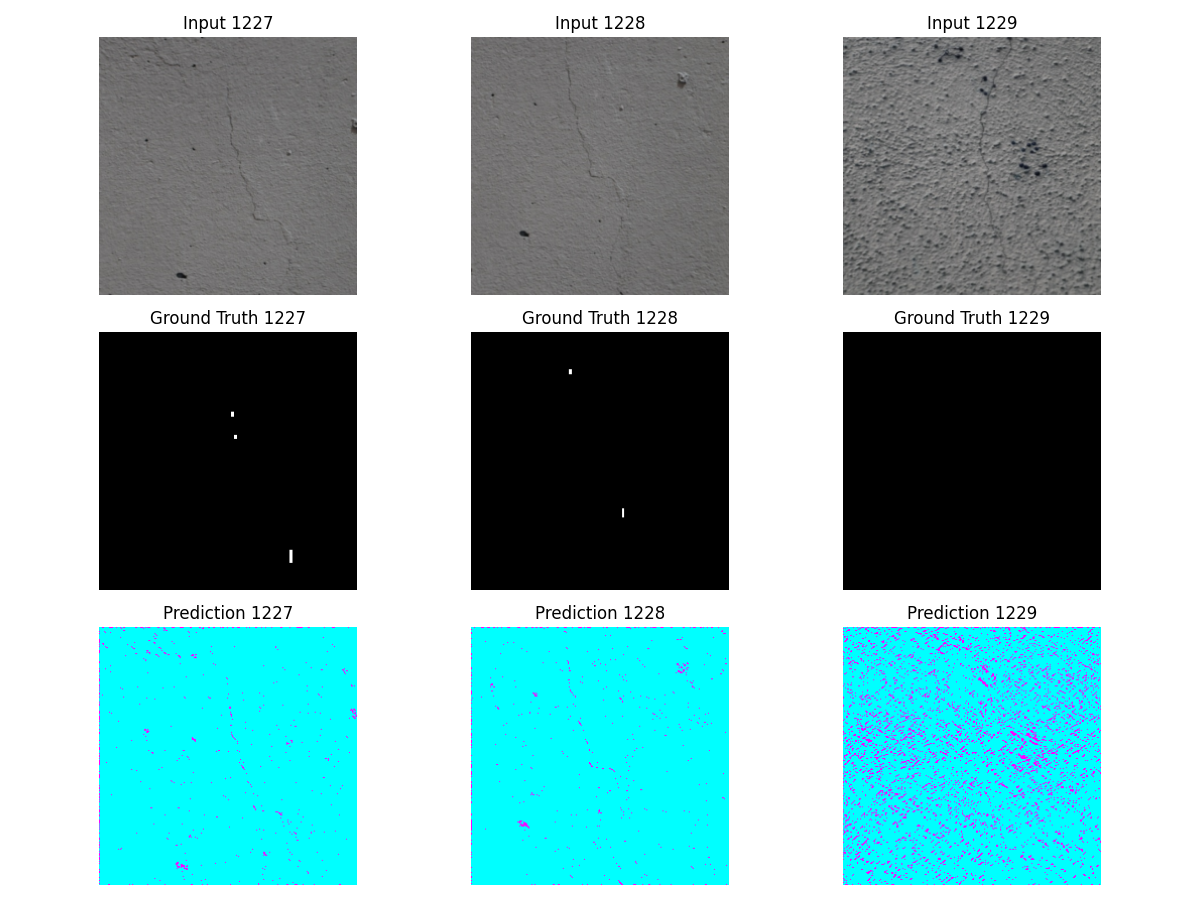 Input 1227
Input 1228
Input 1229
Ground Truth 1227
Ground Truth 1228
Ground Truth 1229
Prediction 1227
Prediction 1228
Prediction 1229